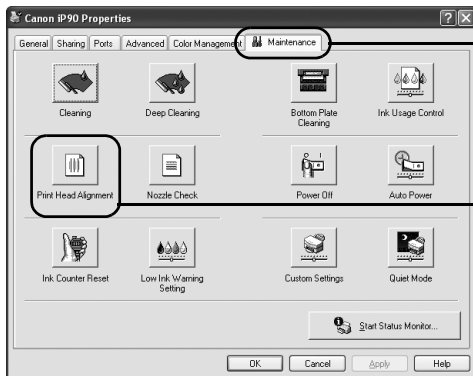 Canon iP90 Properties
General Sharing Ports Advanced Color Management Maintenance
Cleaning Deep Cleaning Bottom Plate Cleaning Ink Usage Control
Print Head Alignment Nozzle Check Power Off Auto Power
Ink Counter Reset Low Ink Warning Setting Custom Settings Quiet Mode
Start Status Monitor...
OK Cancel Apply Help